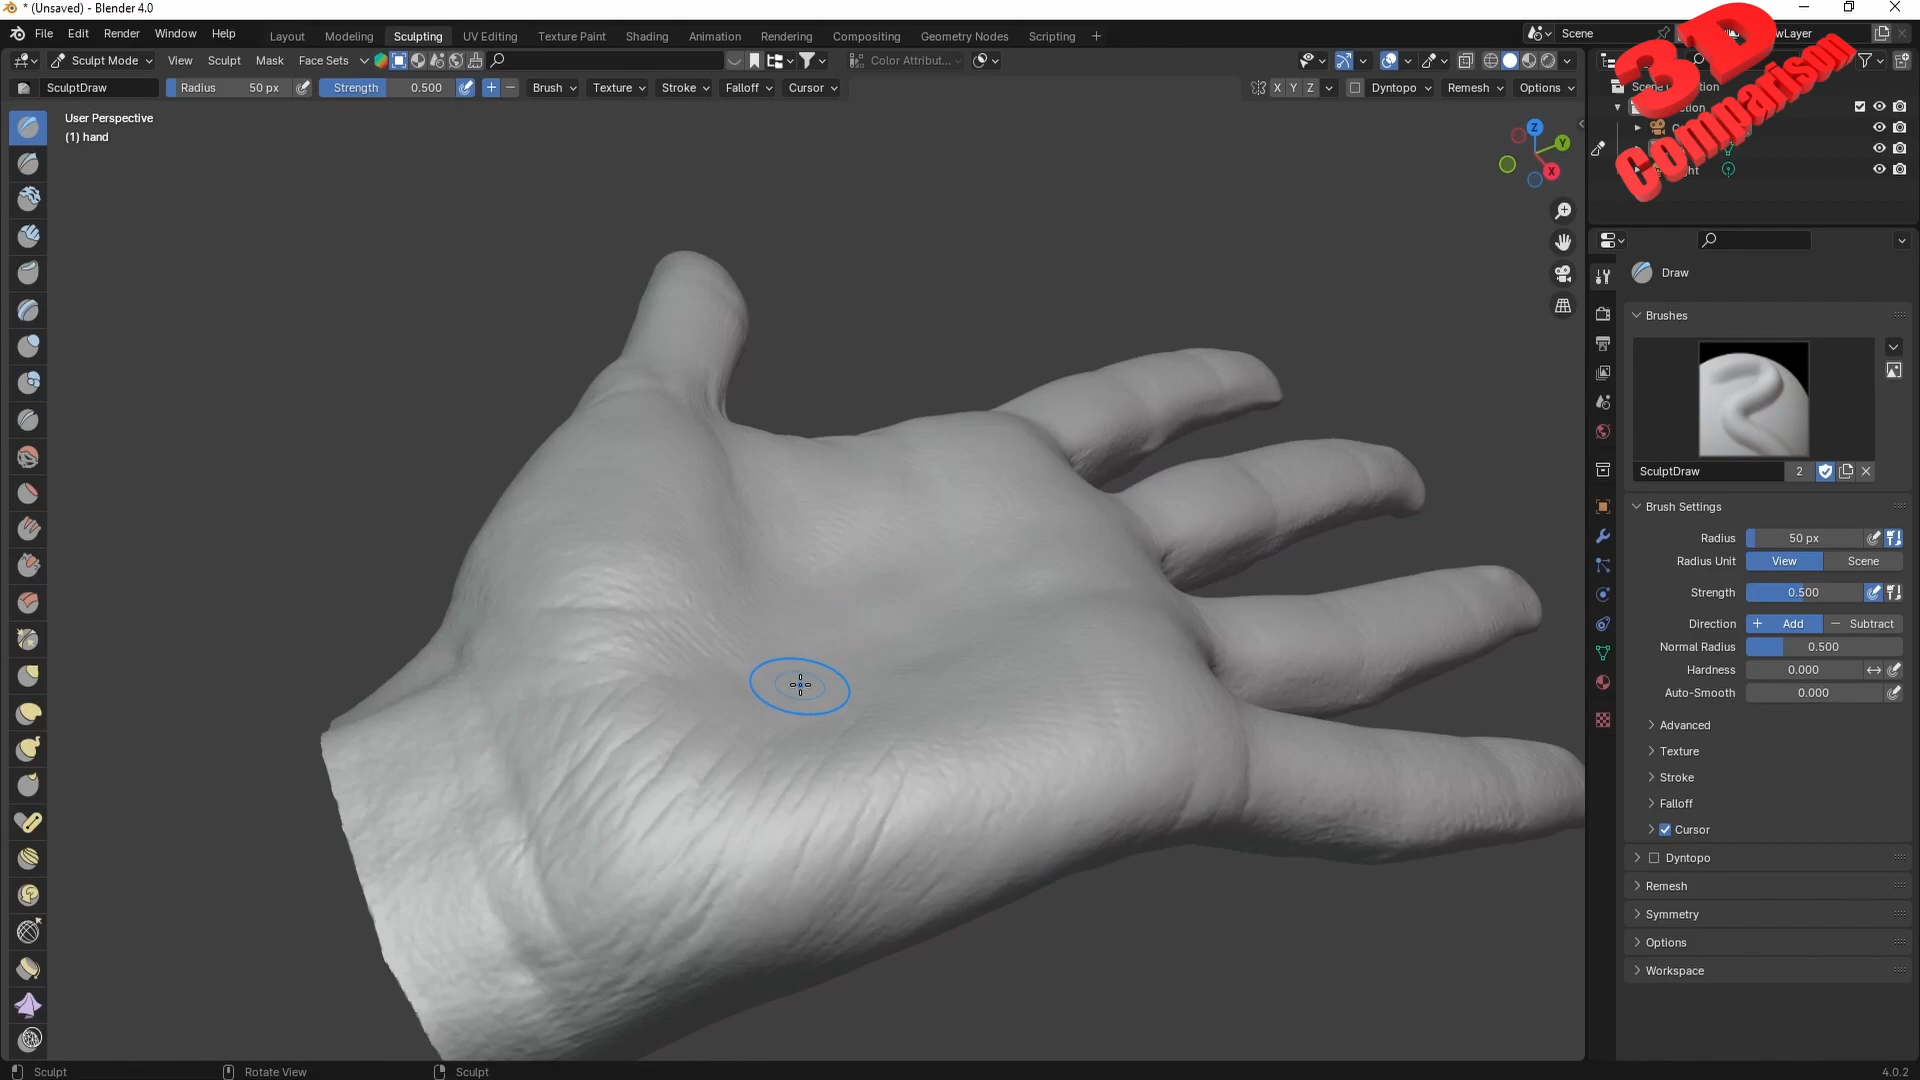 * (Unsaved) - Blender 4.0
File Edit Render Window Help
Layout Modeling Sculpting UV Editing Texture Paint Shading Animation Rendering Compositing Geometry Nodes Scripting +
Scene
Sculpt Mode View Sculpt Mask Face Sets
Color Attribut...
SculptDraw Radius 50 px Strength 0.500 Brush Texture Stroke Falloff Cursor
X Y Z Dyntopo Remesh Options
User Perspective
(1) hand
Z
Y
X
3D
Comparison
Draw
Brushes
SculptDraw 2
Brush Settings
Radius 50 px
Radius Unit View Scene
Strength 0.500
Direction + Add − Subtract
Normal Radius 0.500
Hardness 0.000
Auto-Smooth 0.000
Advanced
Texture
Stroke
Falloff
Cursor
Dyntopo
Remesh
Symmetry
Options
Workspace
Sculpt Rotate View Sculpt 4.0.2